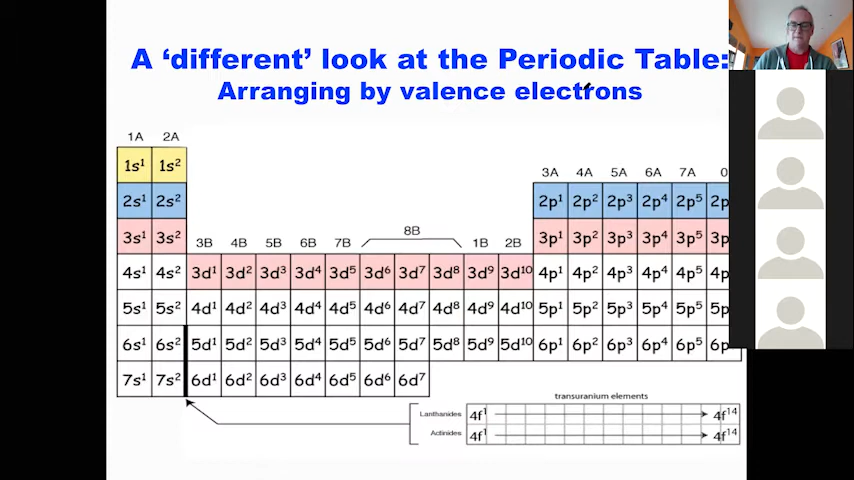 A ‘different’ look at the Periodic Table:
Arranging by valence electrons
1A 2A
1s¹ 1s²
3A 4A 5A 6A 7A 0
2s¹ 2s² 2p¹ 2p² 2p³ 2p⁴ 2p⁵ 2p
3s¹ 3s² 3B 4B 5B 6B 7B 8B 1B 2B 3p¹ 3p² 3p³ 3p⁴ 3p⁵ 3p
4s¹ 4s² 3d¹ 3d² 3d³ 3d⁴ 3d⁵ 3d⁶ 3d⁷ 3d⁸ 3d⁹ 3d¹⁰ 4p¹ 4p² 4p³ 4p⁴ 4p⁵ 4p
5s¹ 5s² 4d¹ 4d² 4d³ 4d⁴ 4d⁵ 4d⁶ 4d⁷ 4d⁸ 4d⁹ 4d¹⁰ 5p¹ 5p² 5p³ 5p⁴ 5p⁵ 5p
6s¹ 6s² 5d¹ 5d² 5d³ 5d⁴ 5d⁵ 5d⁶ 5d⁷ 5d⁸ 5d⁹ 5d¹⁰ 6p¹ 6p² 6p³ 6p⁴ 6p⁵ 6p
7s¹ 7s² 6d¹ 6d² 6d³ 6d⁴ 6d⁵ 6d⁶ 6d⁷
transuranium elements
Lanthanides 4f¹ 4f¹⁴
Actinides 4f¹ 4f¹⁴